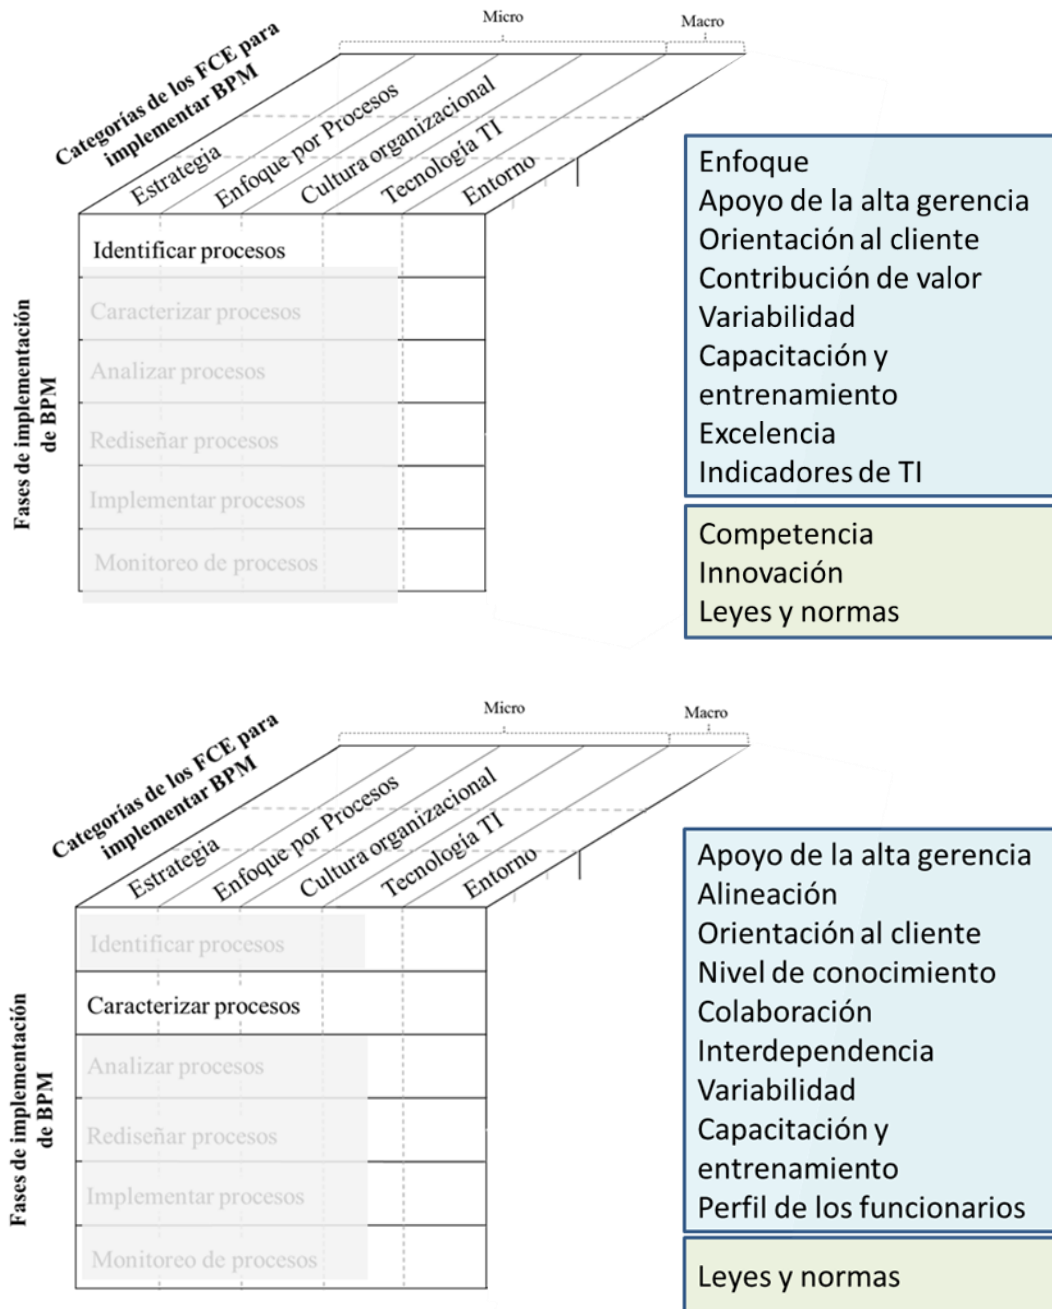 Micro
Macro
Categorías de los FCE para
implementar BPM
Estrategia
Enfoque por Procesos
Cultura organizacional
Tecnología TI
Entorno
Fases de implementación
de BPM
Identificar procesos
Caracterizar procesos
Analizar procesos
Rediseñar procesos
Implementar procesos
Monitoreo de procesos
Enfoque
Apoyo de la alta gerencia
Orientación al cliente
Contribución de valor
Variabilidad
Capacitación y
entrenamiento
Excelencia
Indicadores de TI
Competencia
Innovación
Leyes y normas
Micro
Macro
Categorías de los FCE para
implementar BPM
Estrategia
Enfoque por Procesos
Cultura organizacional
Tecnología TI
Entorno
Fases de implementación
de BPM
Identificar procesos
Caracterizar procesos
Analizar procesos
Rediseñar procesos
Implementar procesos
Monitoreo de procesos
Apoyo de la alta gerencia
Alineación
Orientación al cliente
Nivel de conocimiento
Colaboración
Interdependencia
Variabilidad
Capacitación y
entrenamiento
Perfil de los funcionarios
Leyes y normas